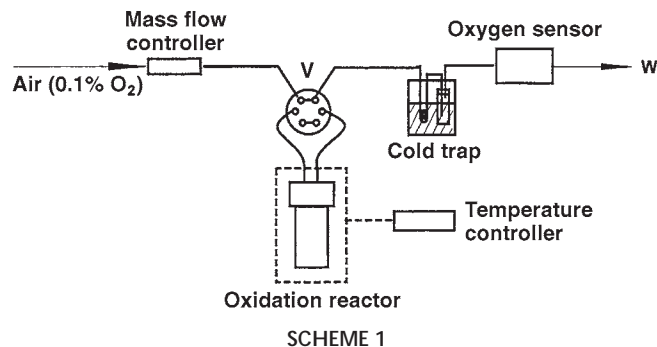 Mass flow
controller
Oxygen sensor
V
W
Air (0.1% O₂)
Cold trap
Temperature
controller
Oxidation reactor
SCHEME 1